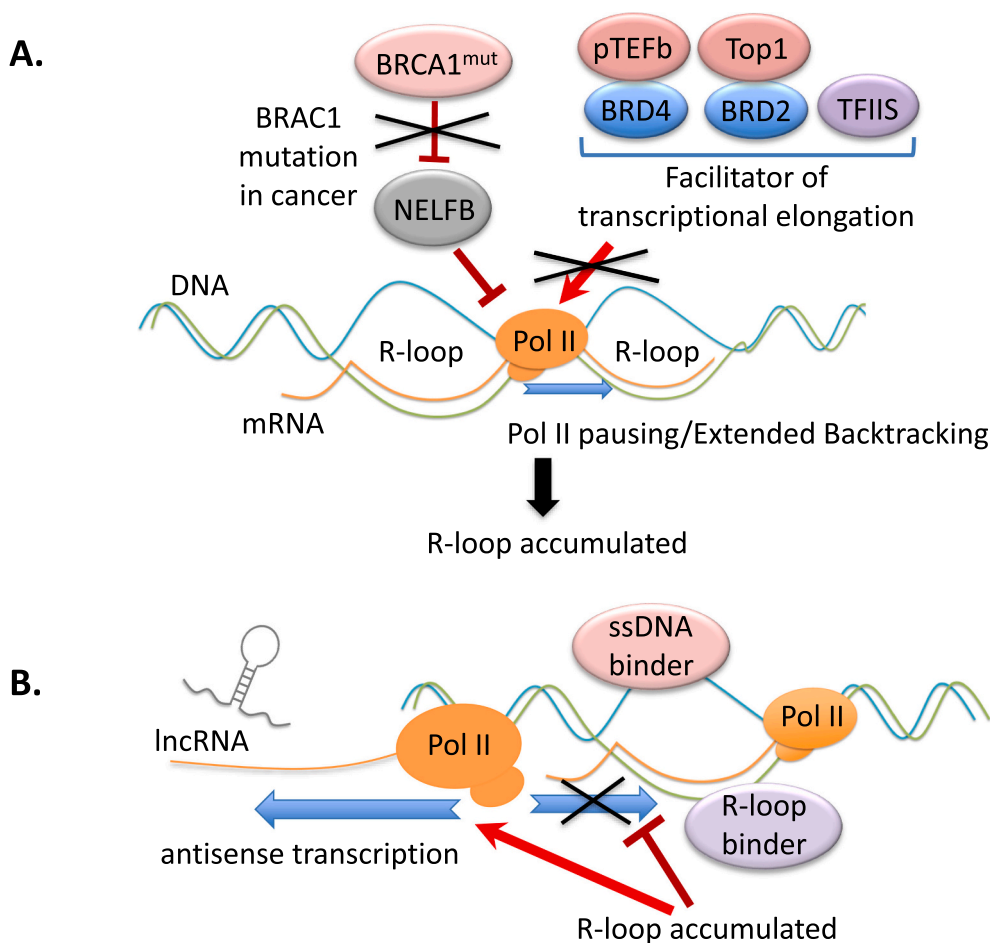 A.
BRCA1mut
BRAC1
mutation
in cancer
NELFB
pTEFb
Top1
BRD4
BRD2
TFIIS
Facilitator of
transcriptional elongation
DNA
R-loop
Pol II
R-loop
mRNA
Pol II pausing/Extended Backtracking
R-loop accumulated
B.
lncRNA
Pol II
ssDNA
binder
Pol II
R-loop
binder
antisense transcription
R-loop accumulated